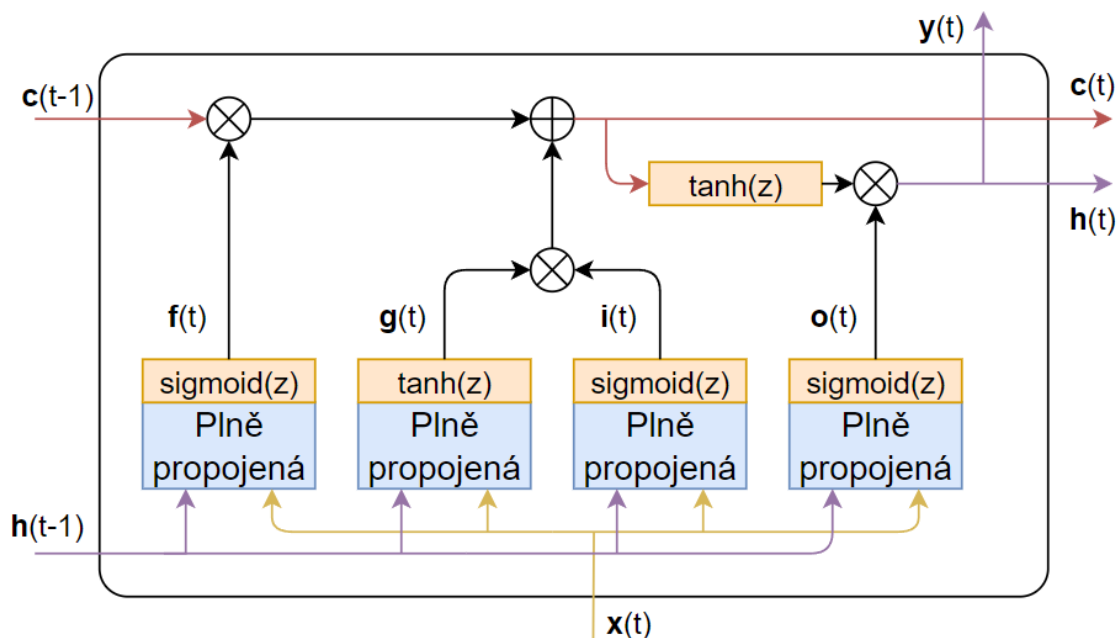 y(t)
c(t-1)
c(t)
tanh(z)
h(t)
f(t)
g(t)
i(t)
o(t)
sigmoid(z)
Plně
propojená
tanh(z)
Plně
propojená
sigmoid(z)
Plně
propojená
sigmoid(z)
Plně
propojená
h(t-1)
x(t)